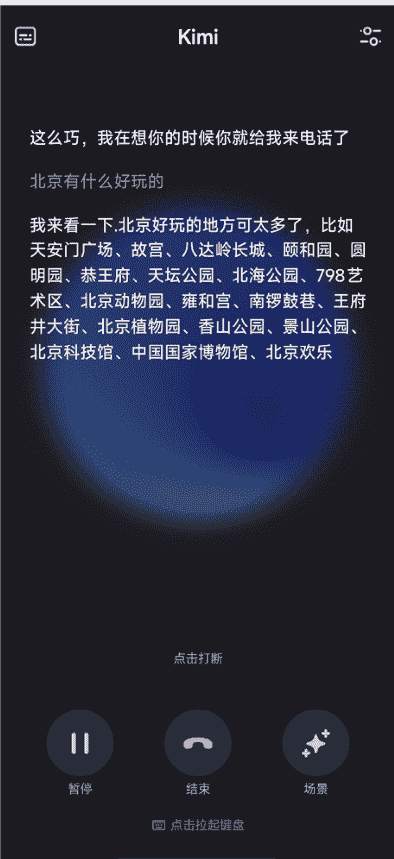 Kimi
这么巧，我在想你的时候你就给我来电话了
北京有什么好玩的
我来看一下.北京好玩的地方可太多了，比如
天安门广场、故宫、八达岭长城、颐和园、圆
明园、恭王府、天坛公园、北海公园、798艺
术区、北京动物园、雍和宫、南锣鼓巷、王府
井大街、北京植物园、香山公园、景山公园、
北京科技馆、中国国家博物馆、北京欢乐
点击打断
暂停
结束
场景
点击拉起键盘